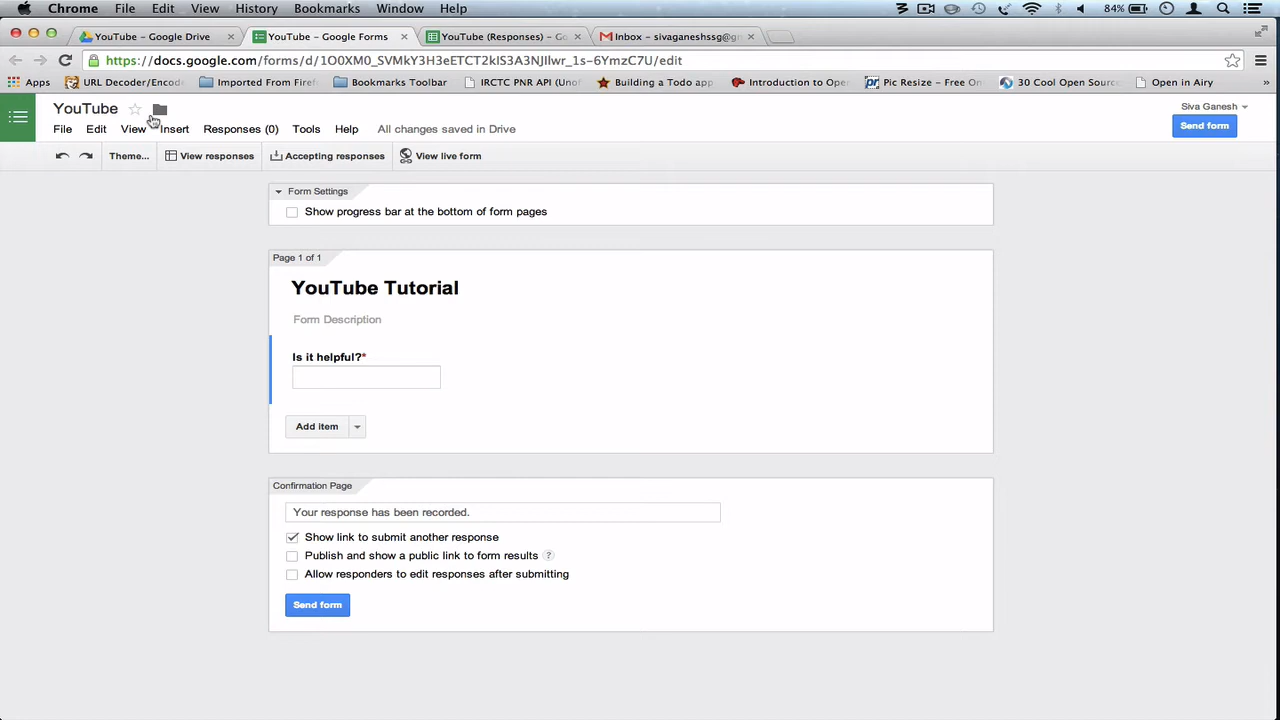 Chrome File Edit View History Bookmarks Window Help 84%
YouTube – Google Drive YouTube – Google Forms YouTube (Responses) – Go Inbox – sivaganeshssg@gm
https://docs.google.com/forms/d/1O0XM0_SVMkY3H3eETCT2kIS3A3NJIlwr_1s-6YmzC7U/edit
Apps URL Decoder/Encod Imported From Firef Bookmarks Toolbar IRCTC PNR API (Unof Building a Todo app Introduction to Open Pic Resize - Free On 30 Cool Open Source Open in Airy
YouTube Siva Ganesh
File Edit View Insert Responses (0) Tools Help All changes saved in Drive Send form
Theme... View responses Accepting responses View live form
Form Settings
Show progress bar at the bottom of form pages
Page 1 of 1
YouTube Tutorial
Form Description
Is it helpful?*
Add item
Confirmation Page
Your response has been recorded.
Show link to submit another response
Publish and show a public link to form results ?
Allow responders to edit responses after submitting
Send form